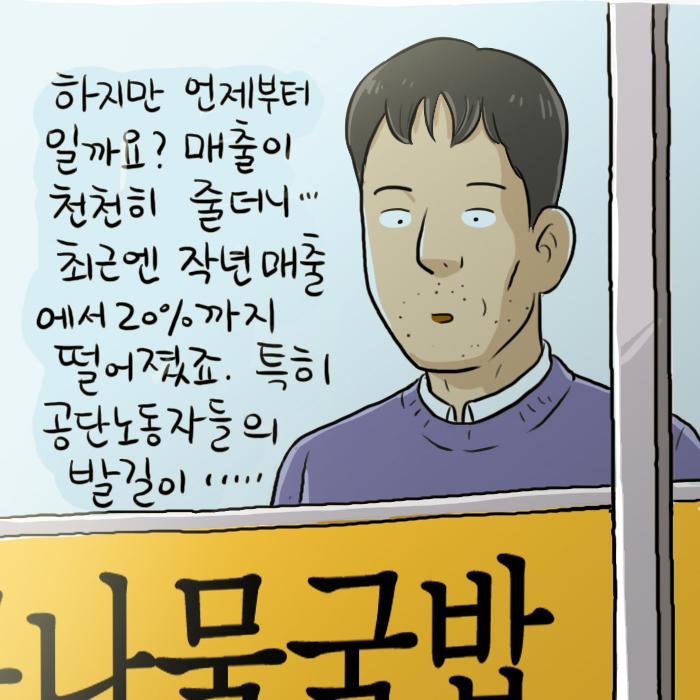 하지만 언제부터
일까요? 매출이
천천히 줄더니…
최근엔 작년 매출
에서 20%까지
떨어졌죠. 특히
공단노동자들의
발길이 ……
나물국밥